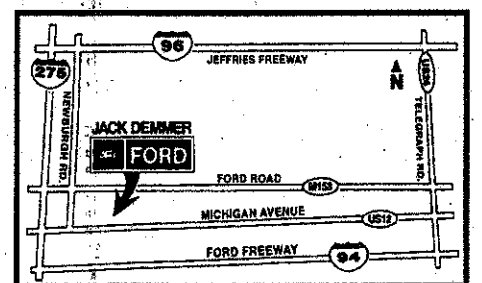 96
JEFFRIES FREEWAY
275
US24
N
NEWBURGH RD.
TELEGRAPH RD.
JACK DEMMER
FORD
FORD ROAD
M153
MICHIGAN AVENUE
US12
FORD FREEWAY
94